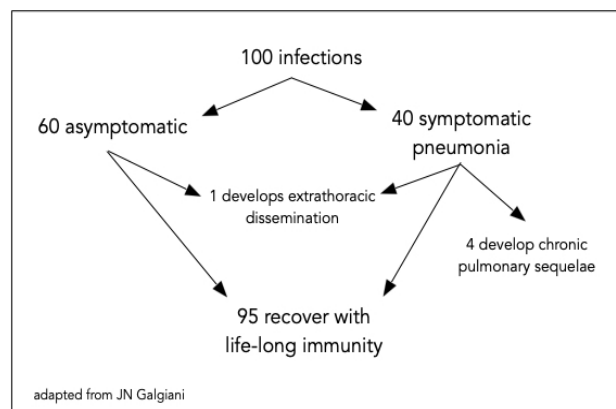 100 infections
60 asymptomatic
40 symptomatic
pneumonia
1 develops extrathoracic
dissemination
4 develop chronic
pulmonary sequelae
95 recover with
life-long immunity
adapted from JN Galgiani